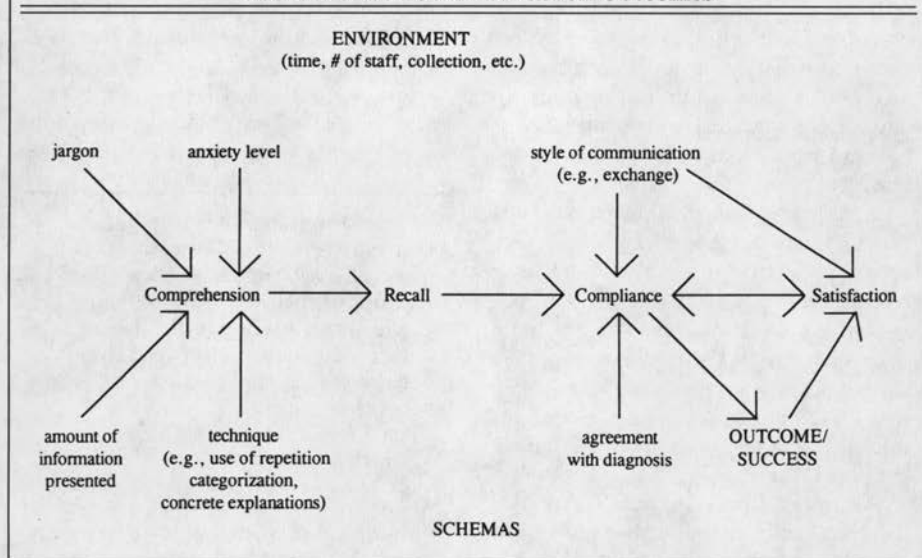 ENVIRONMENT
(time, # of staff, collection, etc.)
jargon
anxiety level
style of communication
(e.g., exchange)
Comprehension
Recall
Compliance
Satisfaction
amount of
information
presented
technique
(e.g., use of repetition
categorization,
concrete explanations)
agreement
with diagnosis
OUTCOME/
SUCCESS
SCHEMAS